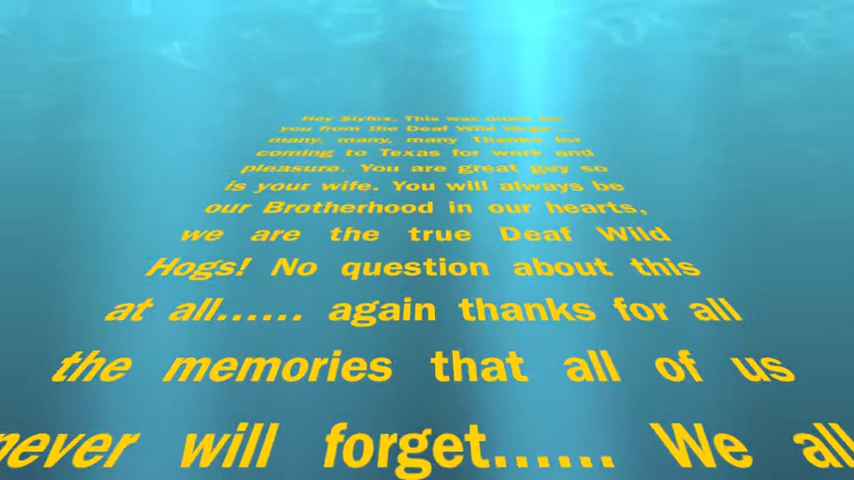 This was made for
you from the Deaf Wild Hogs...
many, many, many Thanks for
coming to Texas for work and
pleasure. You are great guy so
is your wife. You will always be
our Brotherhood in our hearts,
we are the true Deaf Wild
Hogs! No question about this
at all...... again thanks for all
the memories that all of us
never will forget...... We all